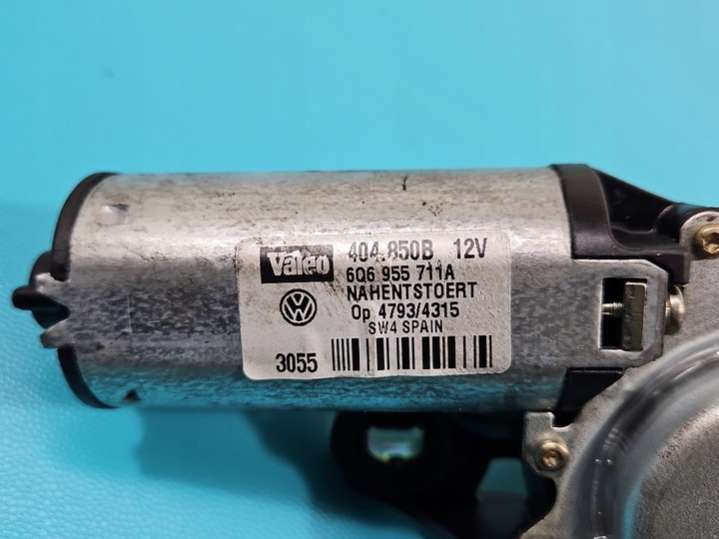 Valeo 404.850B 12V
6Q6 955 711A
NAHENTSTOERT
Op 4793/4315
SW4 SPAIN
3055